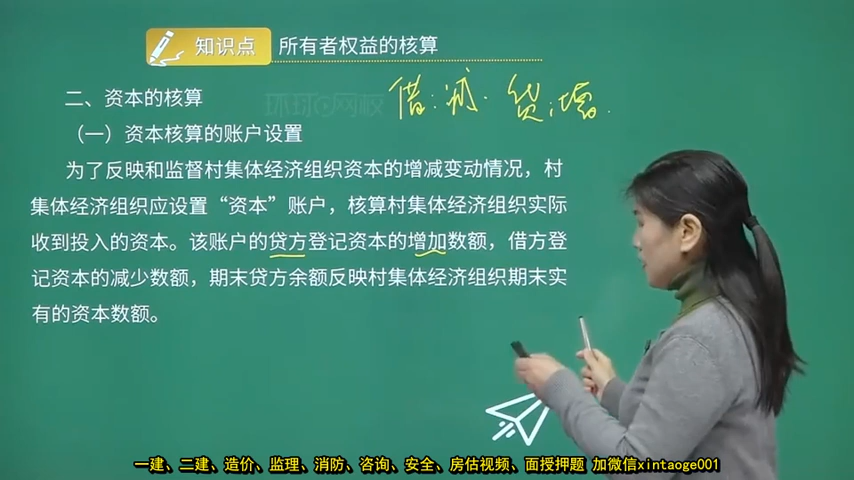 知识点 所有者权益的核算
二、资本的核算
环球网校
借:减. 贷:增.
（一）资本核算的账户设置
为了反映和监督村集体经济组织资本的增减变动情况，村
集体经济组织应设置“资本”账户，核算村集体经济组织实际
收到投入的资本。该账户的贷方登记资本的增加数额，借方登
记资本的减少数额，期末贷方余额反映村集体经济组织期末实
有的资本数额。
一建、二建、造价、监理、消防、咨询、安全、房估视频、面授押题 加微信xintaoge001